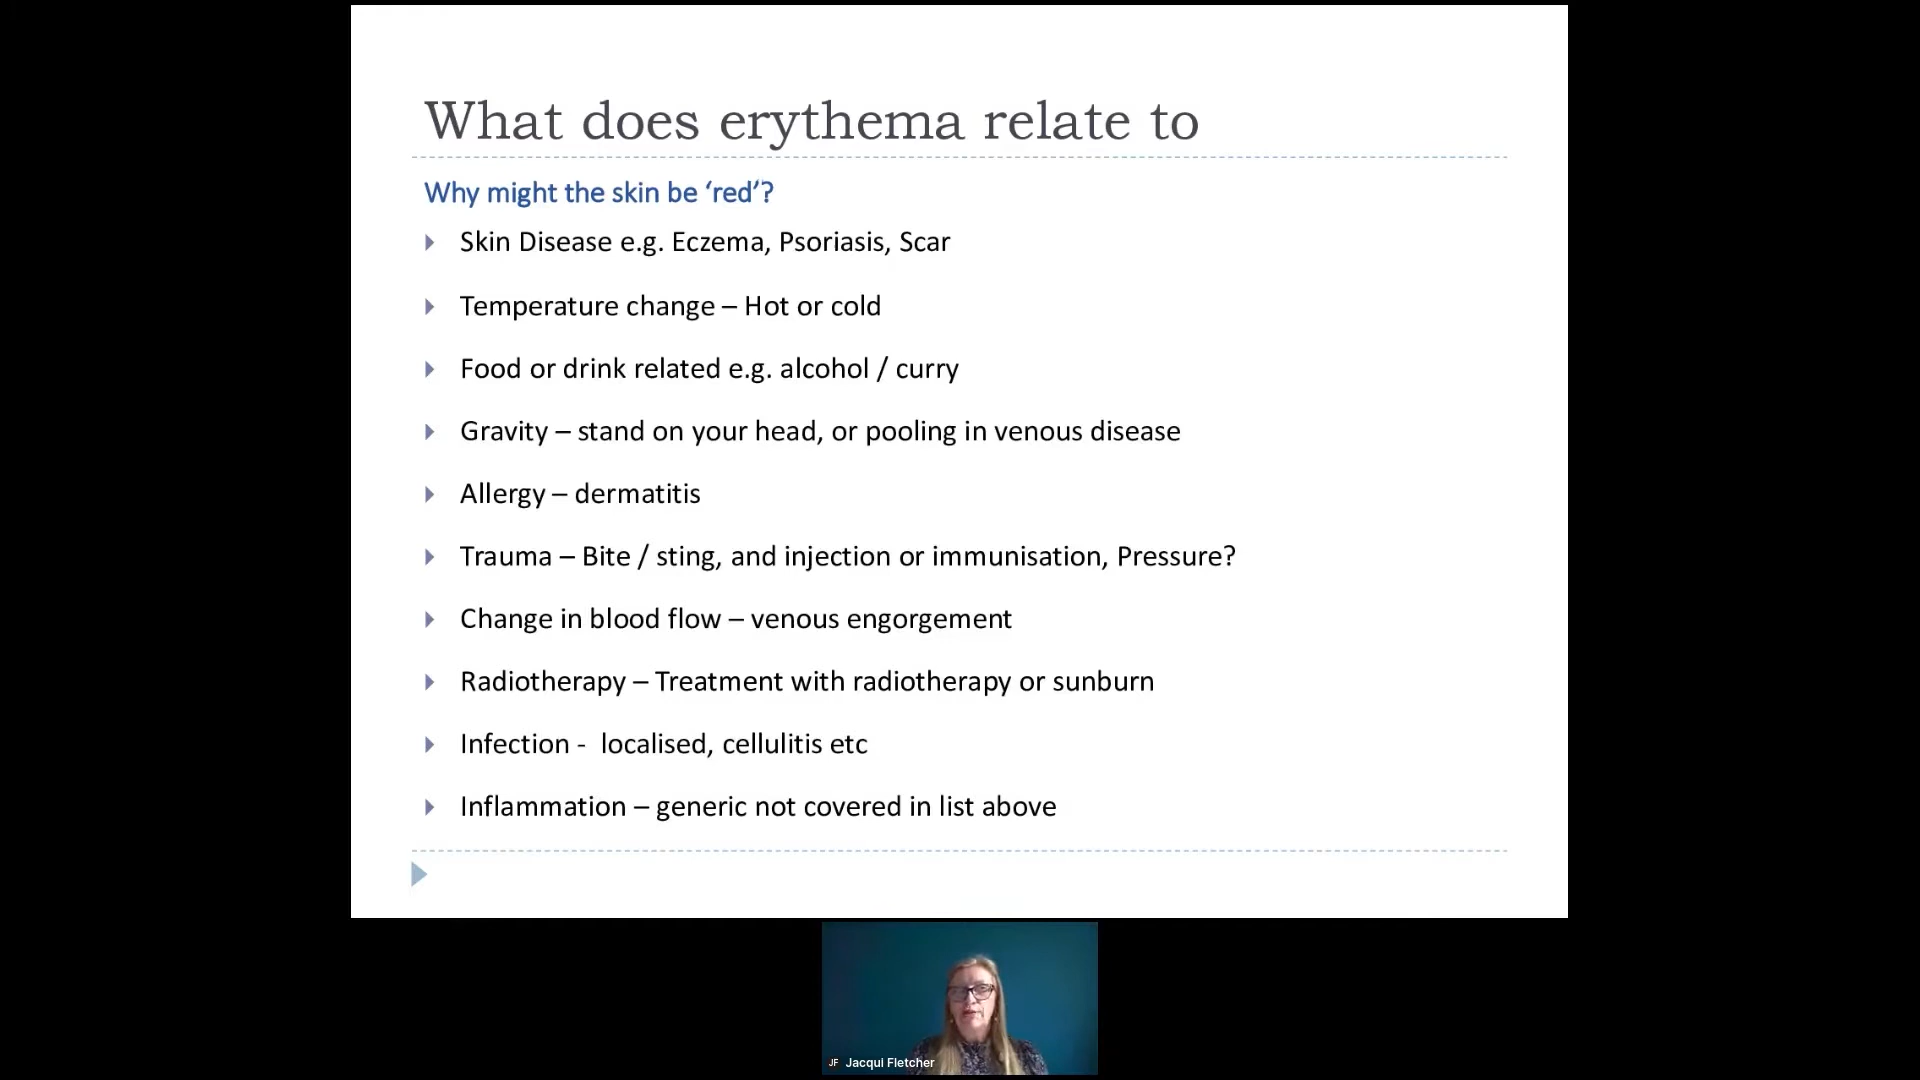 What does erythema relate to
Why might the skin be ‘red’?
Skin Disease e.g. Eczema, Psoriasis, Scar
Temperature change – Hot or cold
Food or drink related e.g. alcohol / curry
Gravity – stand on your head, or pooling in venous disease
Allergy – dermatitis
Trauma – Bite / sting, and injection or immunisation, Pressure?
Change in blood flow – venous engorgement
Radiotherapy – Treatment with radiotherapy or sunburn
Infection -  localised, cellulitis etc
Inflammation – generic not covered in list above
JF Jacqui Fletcher